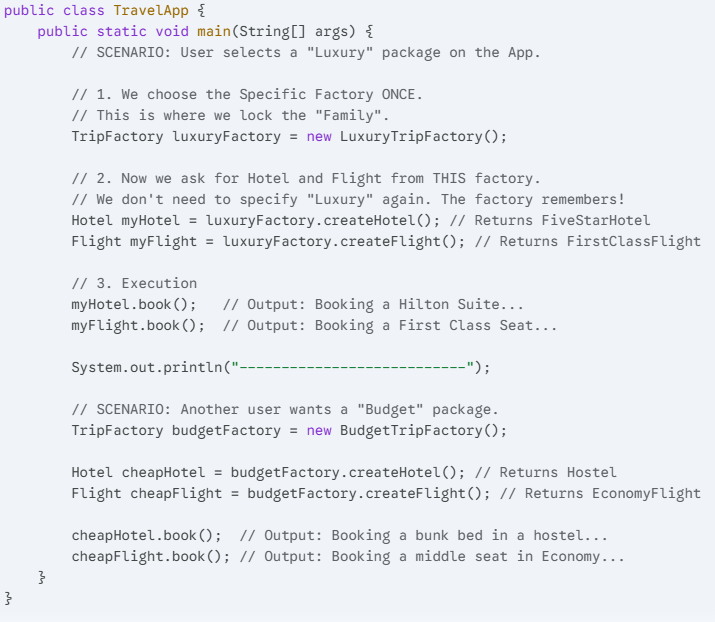 public class TravelApp {
    public static void main(String[] args) {
        // SCENARIO: User selects a "Luxury" package on the App.

        // 1. We choose the Specific Factory ONCE.
        // This is where we lock the "Family".
        TripFactory luxuryFactory = new LuxuryTripFactory();

        // 2. Now we ask for Hotel and Flight from THIS factory.
        // We don't need to specify "Luxury" again. The factory remembers!
        Hotel myHotel = luxuryFactory.createHotel(); // Returns FiveStarHotel
        Flight myFlight = luxuryFactory.createFlight(); // Returns FirstClassFlight

        // 3. Execution
        myHotel.book();   // Output: Booking a Hilton Suite...
        myFlight.book();  // Output: Booking a First Class Seat...

        System.out.println("---------------------------");

        // SCENARIO: Another user wants a "Budget" package.
        TripFactory budgetFactory = new BudgetTripFactory();

        Hotel cheapHotel = budgetFactory.createHotel(); // Returns Hostel
        Flight cheapFlight = budgetFactory.createFlight(); // Returns EconomyFlight

        cheapHotel.book();  // Output: Booking a bunk bed in a hostel...
        cheapFlight.book(); // Output: Booking a middle seat in Economy...
    }
}